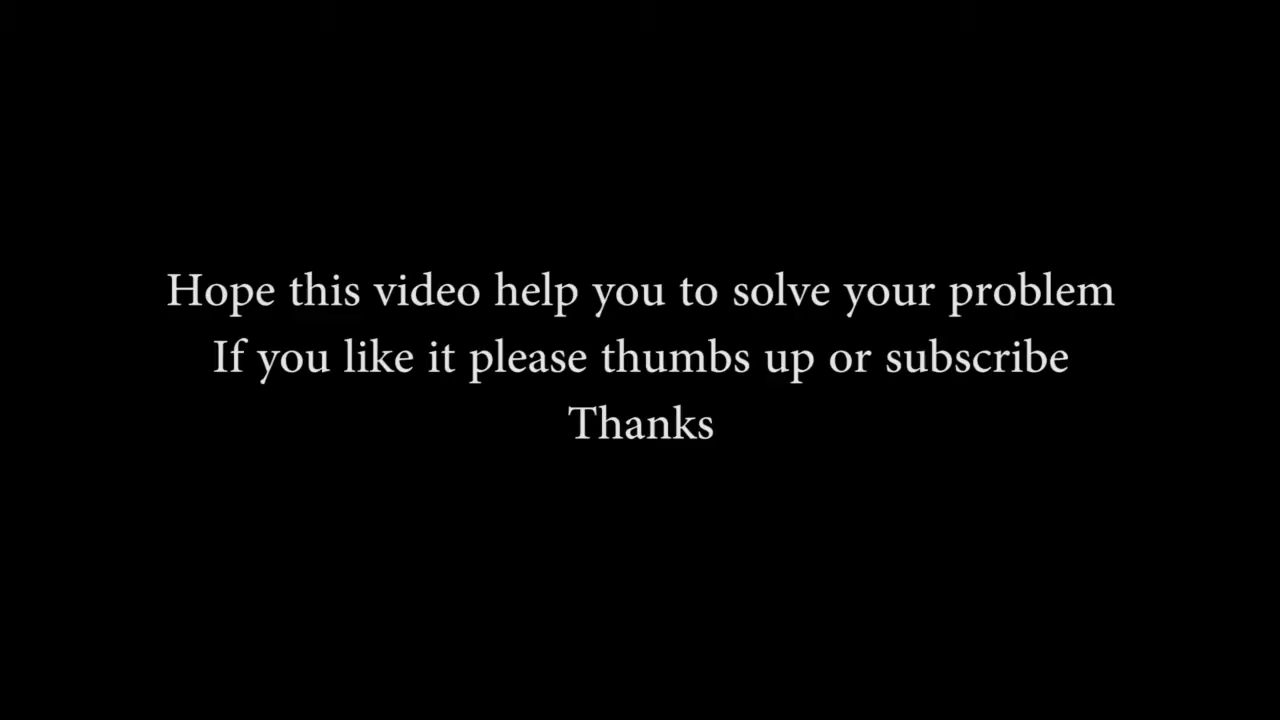 Hope this video help you to solve your problem
If you like it please thumbs up or subscribe
Thanks